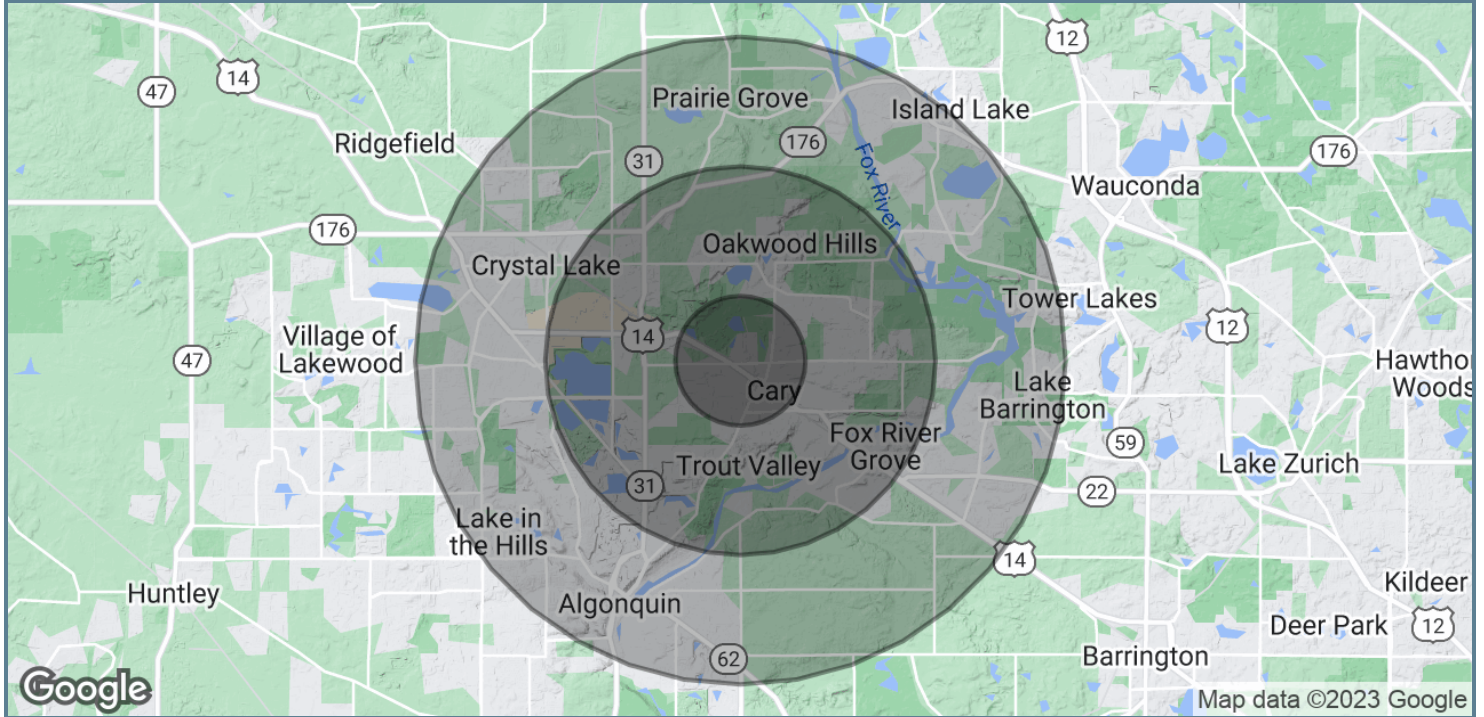 12
14
47
Prairie Grove
Island Lake
Ridgefield
176
31
176
Fox River
Wauconda
176
Oakwood Hills
Crystal Lake
Tower Lakes
12
14
Village of
Lakewood
47
Cary
Lake
Barrington
Hawtho
Woods
Fox River
Grove
59
Trout Valley
Lake Zurich
31
22
Lake in
the Hills
14
Huntley
Algonquin
Kildeer
Deer Park
12
62
Barrington
Google
Map data ©2023 Google